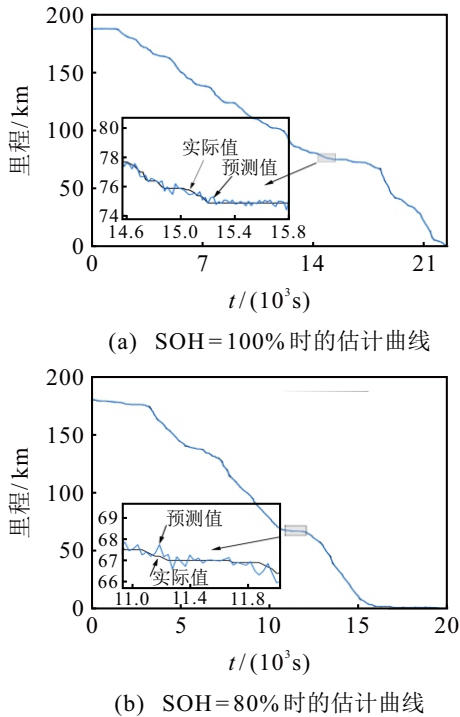 200
150
100
50
0
里程/km
80
78
76
74
14.6 15.0 15.4 15.8
实际值
预测值
0 7 14 21
t/(10³s)
(a) SOH=100%时的估计曲线
200
150
100
50
0
里程/km
69
68
67
66
11.0 11.4 11.8
预测值
实际值
0 5 10 15 20
t/(10³s)
(b) SOH=80%时的估计曲线